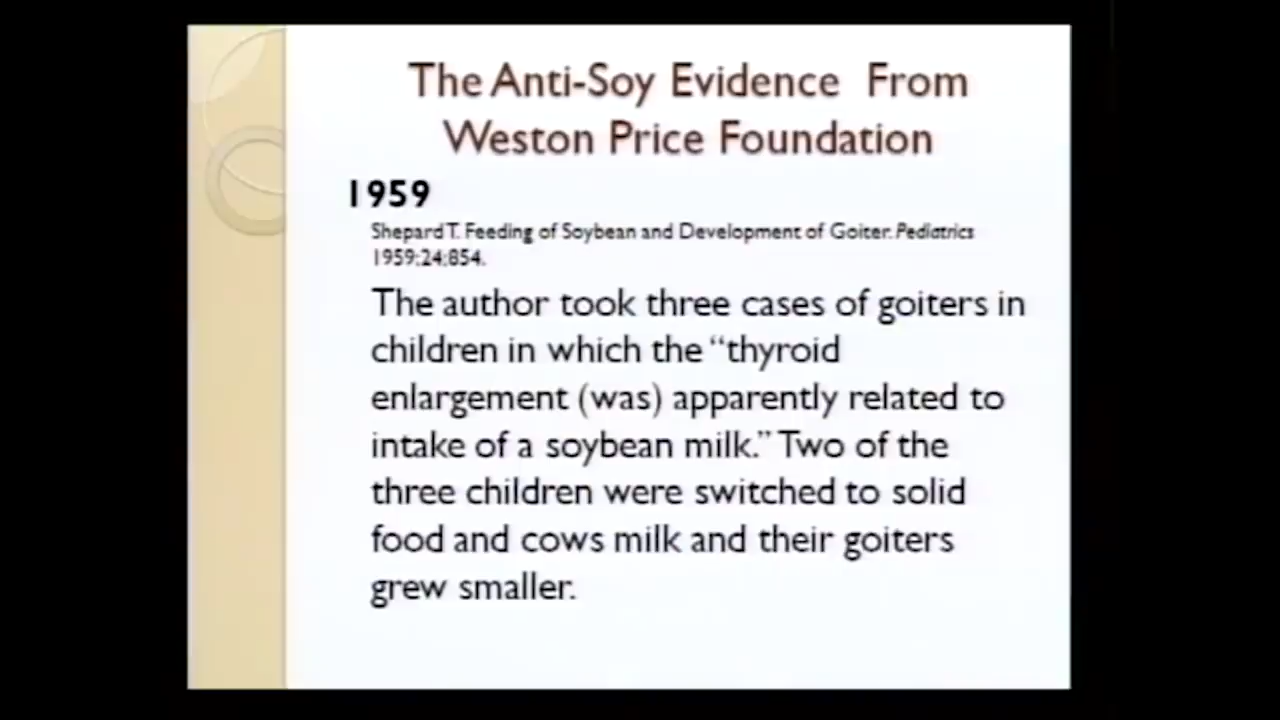 The Anti-Soy Evidence From
Weston Price Foundation
1959
Shepard T. Feeding of Soybean and Development of Goiter. Pediatrics
1959;24:854.
The author took three cases of goiters in
children in which the “thyroid
enlargement (was) apparently related to
intake of a soybean milk.” Two of the
three children were switched to solid
food and cows milk and their goiters
grew smaller.